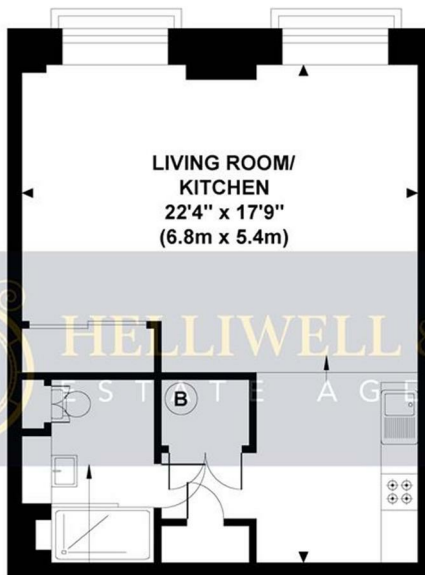 LIVING ROOM/
KITCHEN
22'4" x 17'9"
(6.8m x 5.4m)
HELLIWELL &
ESTATE AGE
B